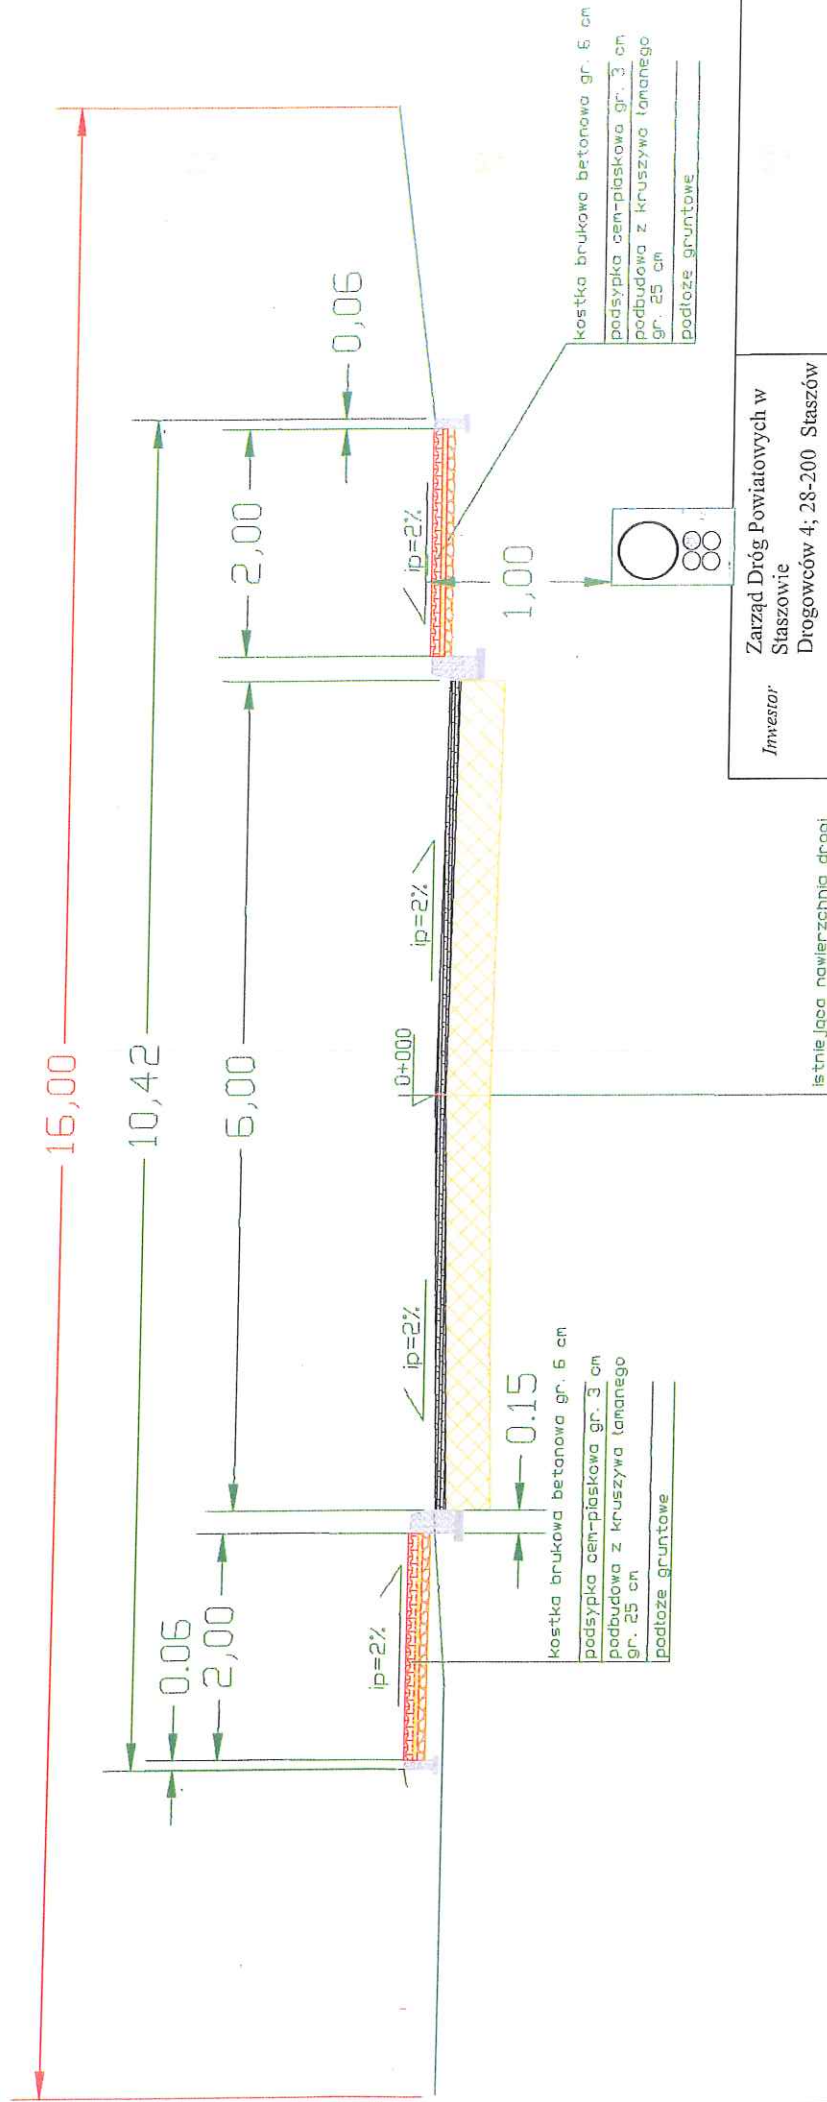 16,00
10,42
6,00
0.06
2,00
2,00
0,06
ip=2%
ip=2%
0+000
ip=2%
ip=2%
0.15
1,00
kostka brukowa betonowa gr. 6 cm
podsypka cem-piaskowa gr. 3 cm
podbudowa z kruszywa łamanego
gr. 25 cm
podłoże gruntowe
kostka brukowa betonowa gr. 6 cm
podsypka cem-piaskowa gr. 3 cm
podbudowa z kruszywa łamanego
gr. 25 cm
podłoże gruntowe
istniejąca nawierzchnia drogi
Inwestor
Zarząd Dróg Powiatowych w
Staszowie
Drogowców 4; 28-200 Staszów